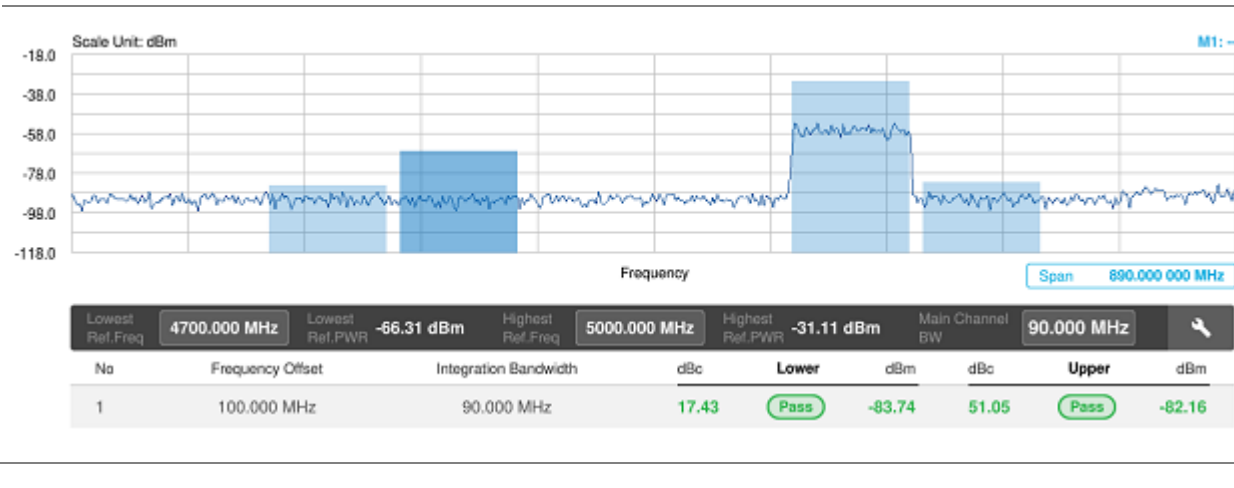 Scale Unit: dBm
M1: --
-18.0
-38.0
-58.0
-78.0
-98.0
-118.0
Frequency
Span 890.000 000 MHz
Lowest Ref.Freq 4700.000 MHz Lowest Ref.PWR -66.31 dBm Highest Ref.Freq 5000.000 MHz Highest Ref.PWR -31.11 dBm Main Channel BW 90.000 MHz
No Frequency Offset Integration Bandwidth dBc Lower dBm dBc Upper dBm
1 100.000 MHz 90.000 MHz 17.43 Pass -83.74 51.05 Pass -82.16